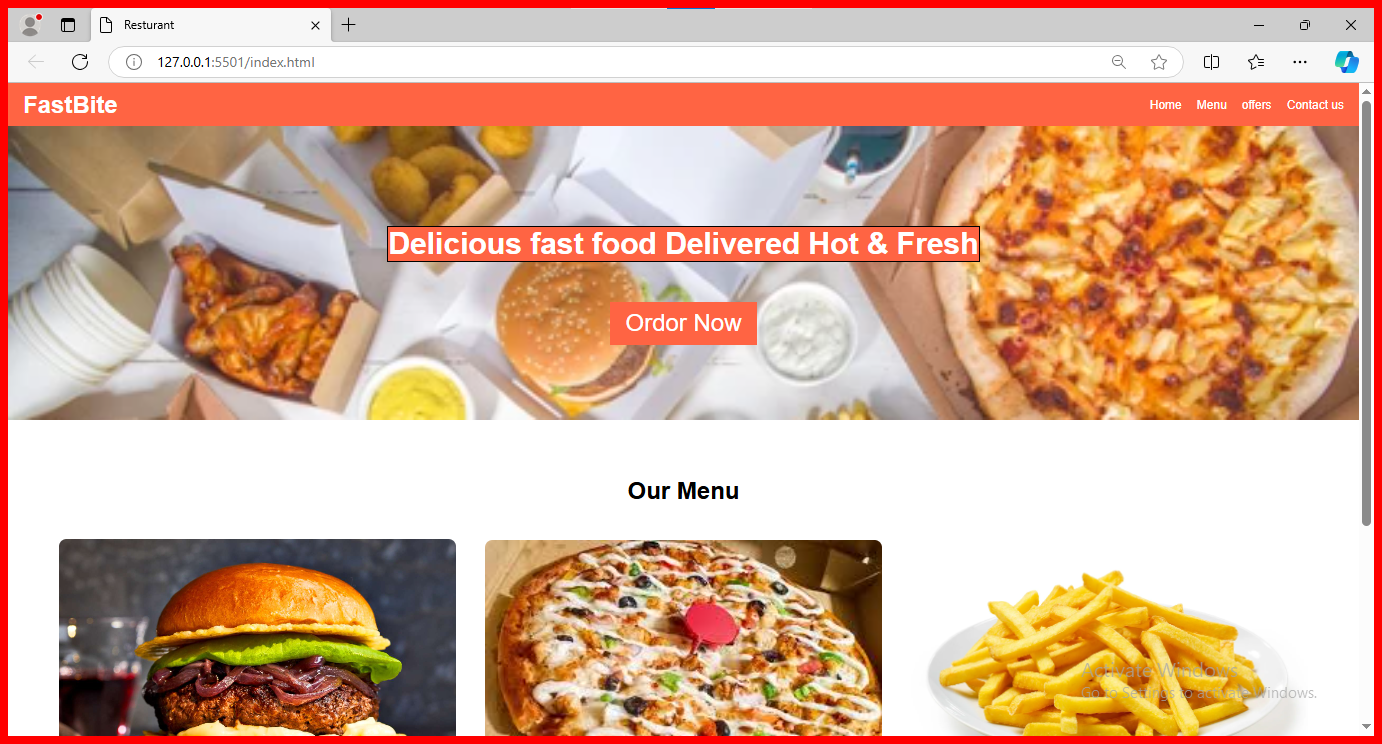 Resturant
127.0.0.1:5501/index.html
FastBite
Home Menu offers Contact us
Delicious fast food Delivered Hot & Fresh
Ordor Now
Our Menu
Activate Windows
Go to Settings to activate Windows.